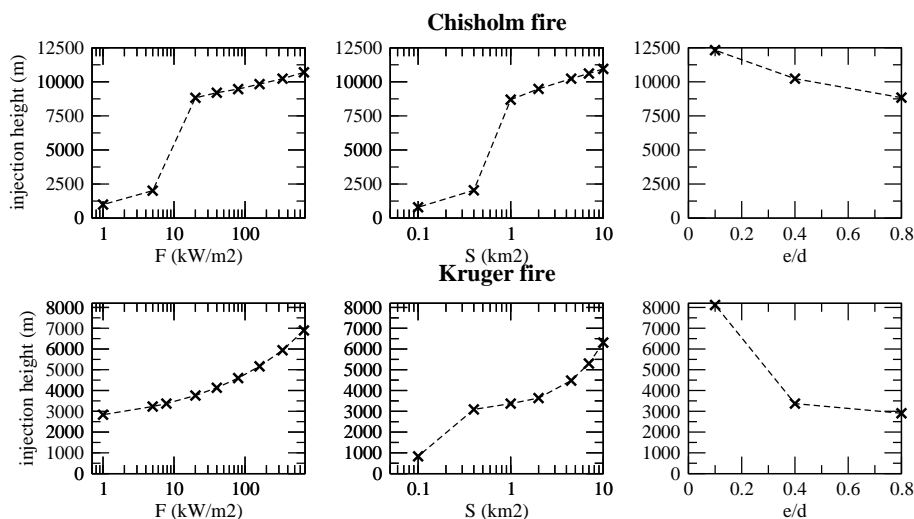 Chisholm fire
injection height (m)
12500
10000
7500
5000
2500
0
1 10 100
F (kW/m2)
12500
10000
7500
5000
2500
0
0.1 1 10
S (km2)
12500
10000
7500
5000
2500
0
0 0.2 0.4 0.6 0.8
e/d
Kruger fire
injection height (m)
8000
7000
6000
5000
4000
3000
2000
1000
0
1 10 100
F (kW/m2)
8000
7000
6000
5000
4000
3000
2000
1000
0
0.1 1 10
S (km2)
8000
7000
6000
5000
4000
3000
2000
1000
0
0 0.2 0.4 0.6 0.8
e/d